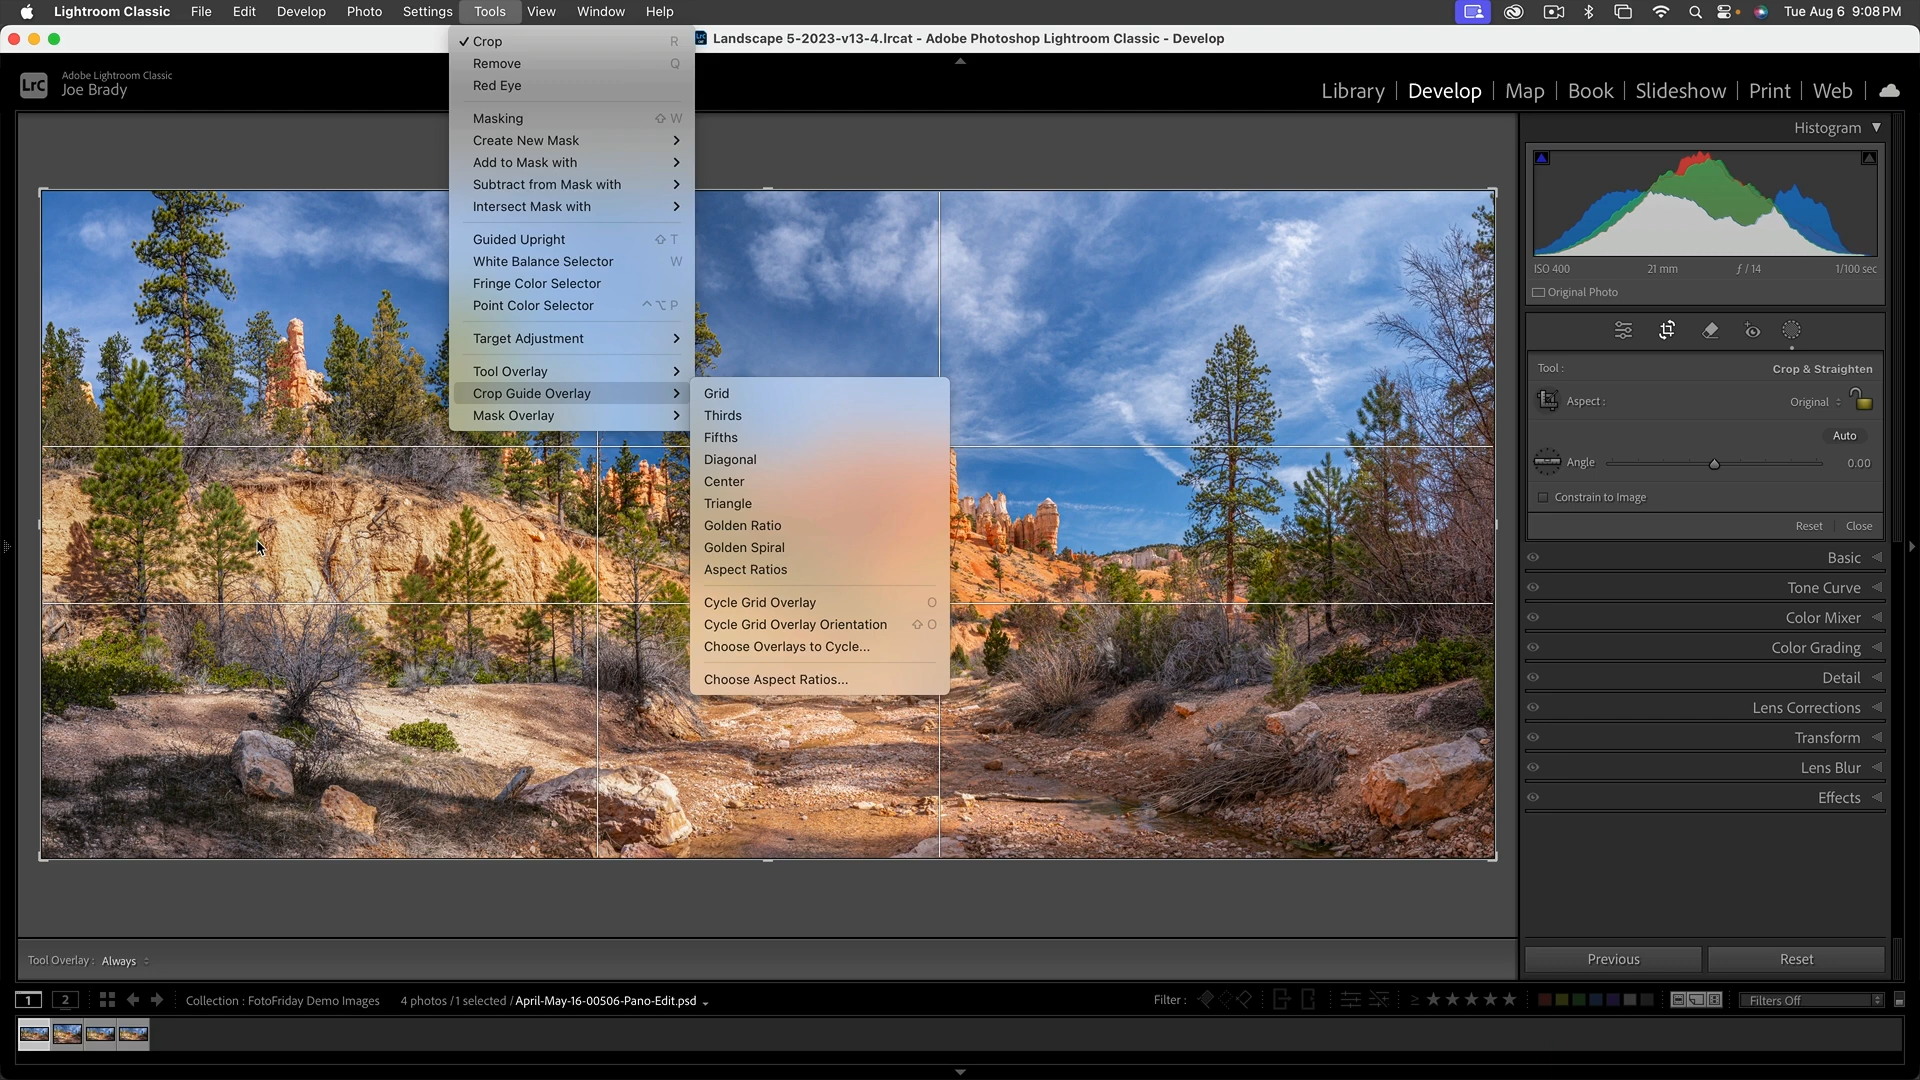 Lightroom Classic File Edit Develop Photo Settings Tools View Window Help Tue Aug 6 9:08 PM
Landscape 5-2023-v13-4.lrcat - Adobe Photoshop Lightroom Classic - Develop
LrC Adobe Lightroom Classic
Joe Brady
Library | Develop | Map | Book | Slideshow | Print | Web
✓ Crop R
Remove Q
Red Eye
Masking ⇧ W
Create New Mask
Add to Mask with
Subtract from Mask with
Intersect Mask with
Guided Upright ⇧ T
White Balance Selector W
Fringe Color Selector
Point Color Selector ^⌥ P
Target Adjustment
Tool Overlay
Crop Guide Overlay
Mask Overlay
Grid
Thirds
Fifths
Diagonal
Center
Triangle
Golden Ratio
Golden Spiral
Aspect Ratios
Cycle Grid Overlay O
Cycle Grid Overlay Orientation ⇧ O
Choose Overlays to Cycle...
Choose Aspect Ratios...
Histogram
ISO 400 21 mm f / 14 1/100 sec
Original Photo
Tool : Crop & Straighten
Aspect : Original
Auto
Angle 0.00
Constrain to Image
Reset Close
Basic
Tone Curve
Color Mixer
Color Grading
Detail
Lens Corrections
Transform
Lens Blur
Effects
Previous Reset
Tool Overlay : Always
1 2 Collection : FotoFriday Demo Images 4 photos /1 selected /April-May-16-00506-Pano-Edit.psd Filter : ≥ ★★★★★ Filters Off